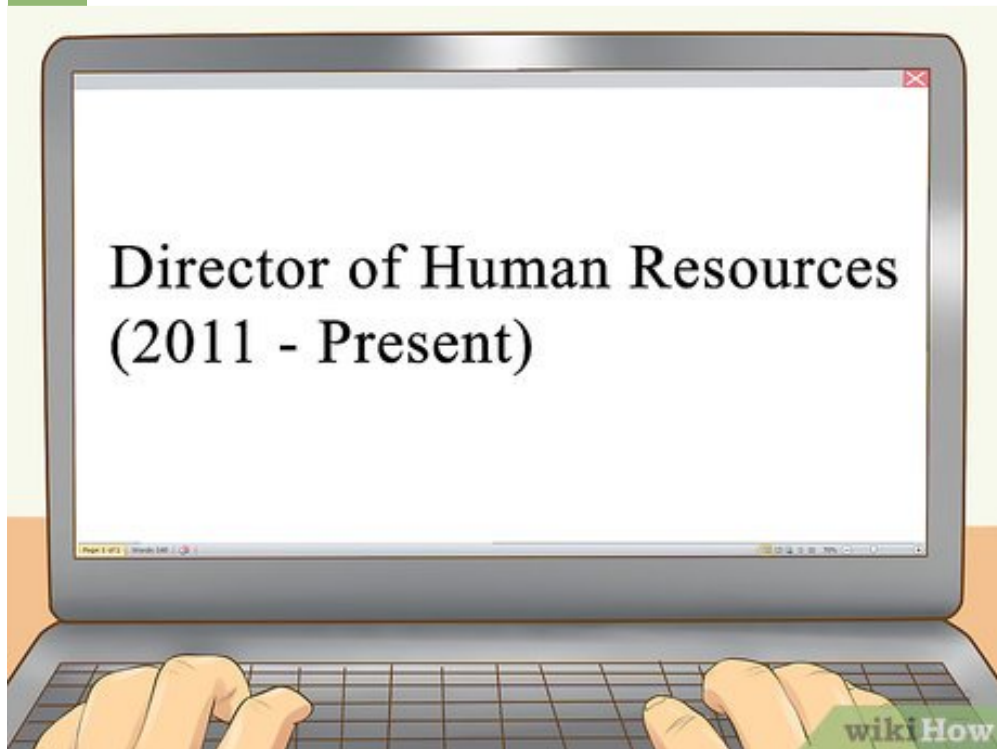 Director of Human Resources
(2011 - Present)
wikiHow